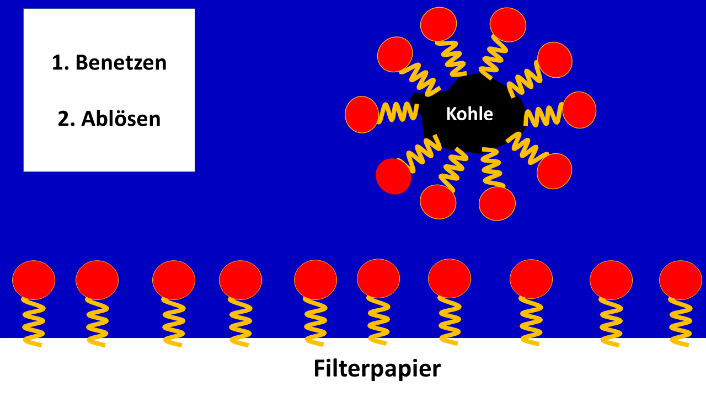 1. Benetzen
2. Ablösen
Kohle
Filterpapier